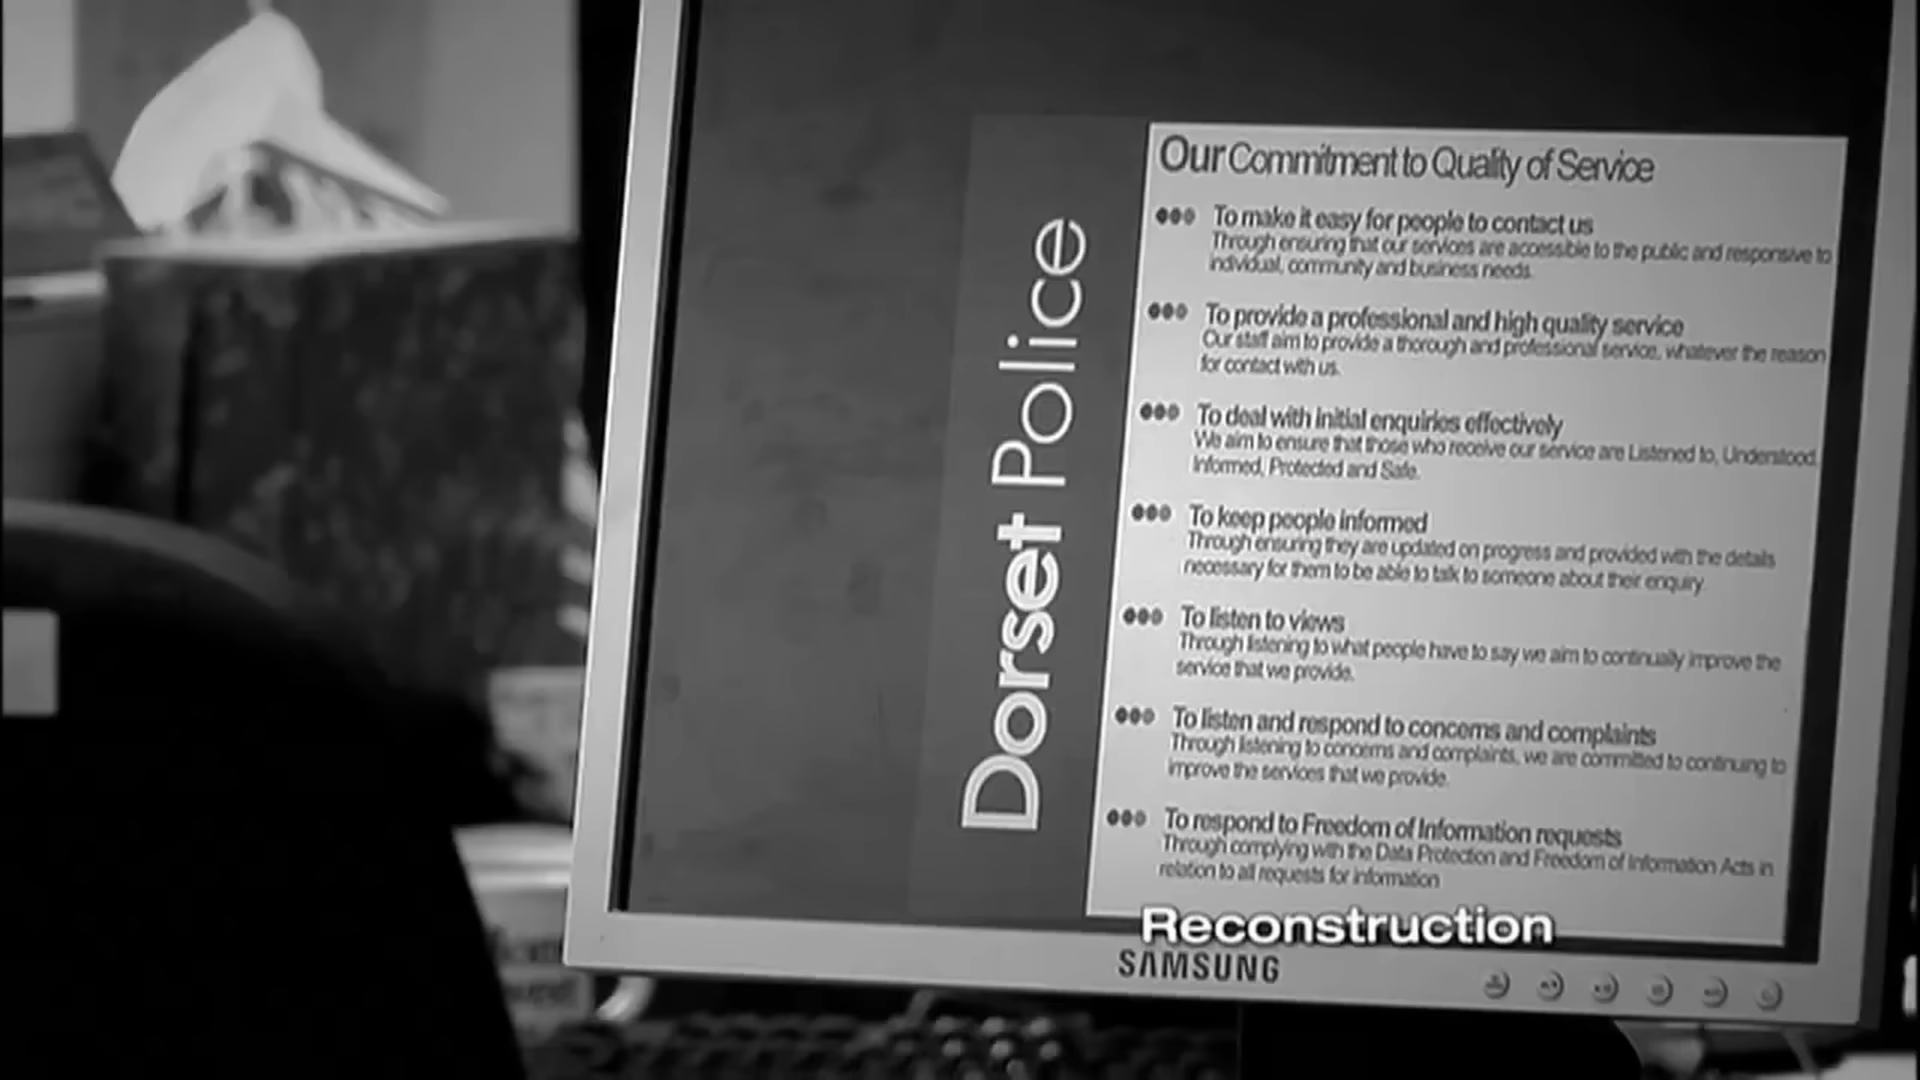 Dorset Police
Our Commitment to Quality of Service
To make it easy for people to contact us
Through ensuring that our services are accessible to the public and responsive to
individual, community and business needs.
To provide a professional and high quality service
Our staff aim to provide a thorough and professional service, whatever the reason
for contact with us.
To deal with initial enquiries effectively
We aim to ensure that those who receive our service are Listened to, Understood,
Informed, Protected and Safe.
To keep people informed
Through ensuring they are updated on progress and provided with the details
necessary for them to be able to talk to someone about their enquiry
To listen to views
Through listening to what people have to say we aim to continually improve the
service that we provide.
To listen and respond to concerns and complaints
Through listening to concerns and complaints, we are committed to continuing to
improve the services that we provide.
To respond to Freedom of Information requests
Through complying with the Data Protection and Freedom of Information Acts in
relation to all requests for information
Reconstruction
SAMSUNG